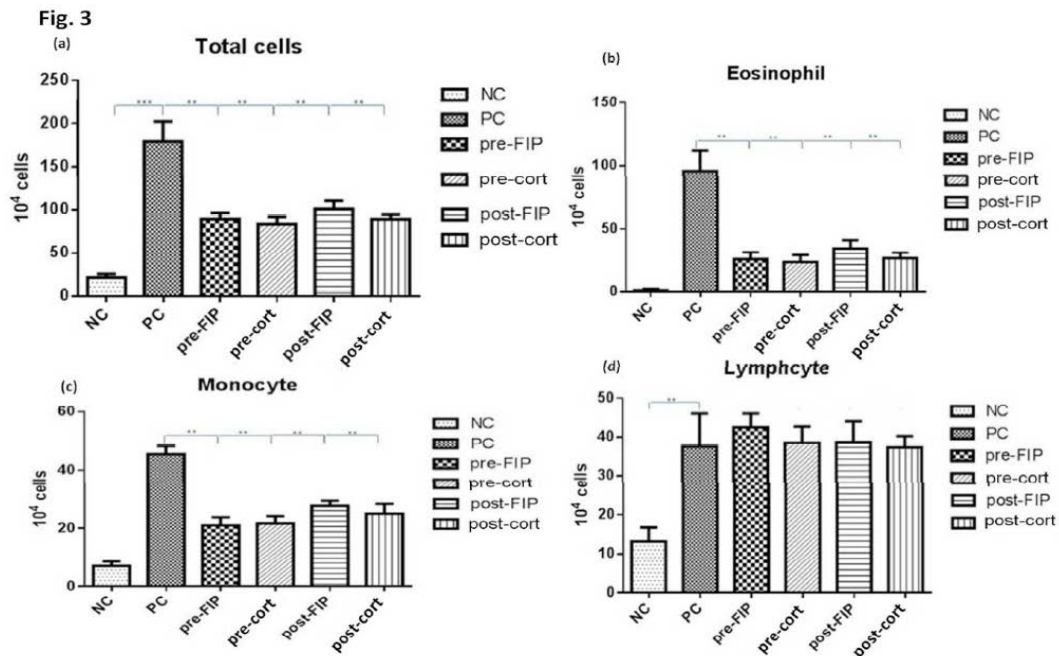 Fig. 3
(a)
Total cells
250
200
150
100
50
0
10⁴ cells
***
**
**
**
**
NC
PC
pre-FIP
pre-cort
post-FIP
post-cort
NC
PC
pre-FIP
pre-cort
post-FIP
post-cort
(b)
Eosinophil
150
100
50
0
10⁴ cells
**
**
**
**
NC
PC
pre-FIP
pre-cort
post-FIP
post-cort
NC
PC
pre-FIP
pre-cort
post-FIP
post-cort
(c)
Monocyte
60
40
20
0
10⁴ cells
**
**
**
**
NC
PC
pre-FIP
pre-cort
post-FIP
post-cort
NC
PC
pre-FIP
pre-cort
post-FIP
post-cort
(d)
Lymphcyte
50
40
30
20
10
0
10⁴ cells
**
NC
PC
pre-FIP
pre-cort
post-FIP
post-cort
NC
PC
pre-FIP
pre-cort
post-FIP
post-cort